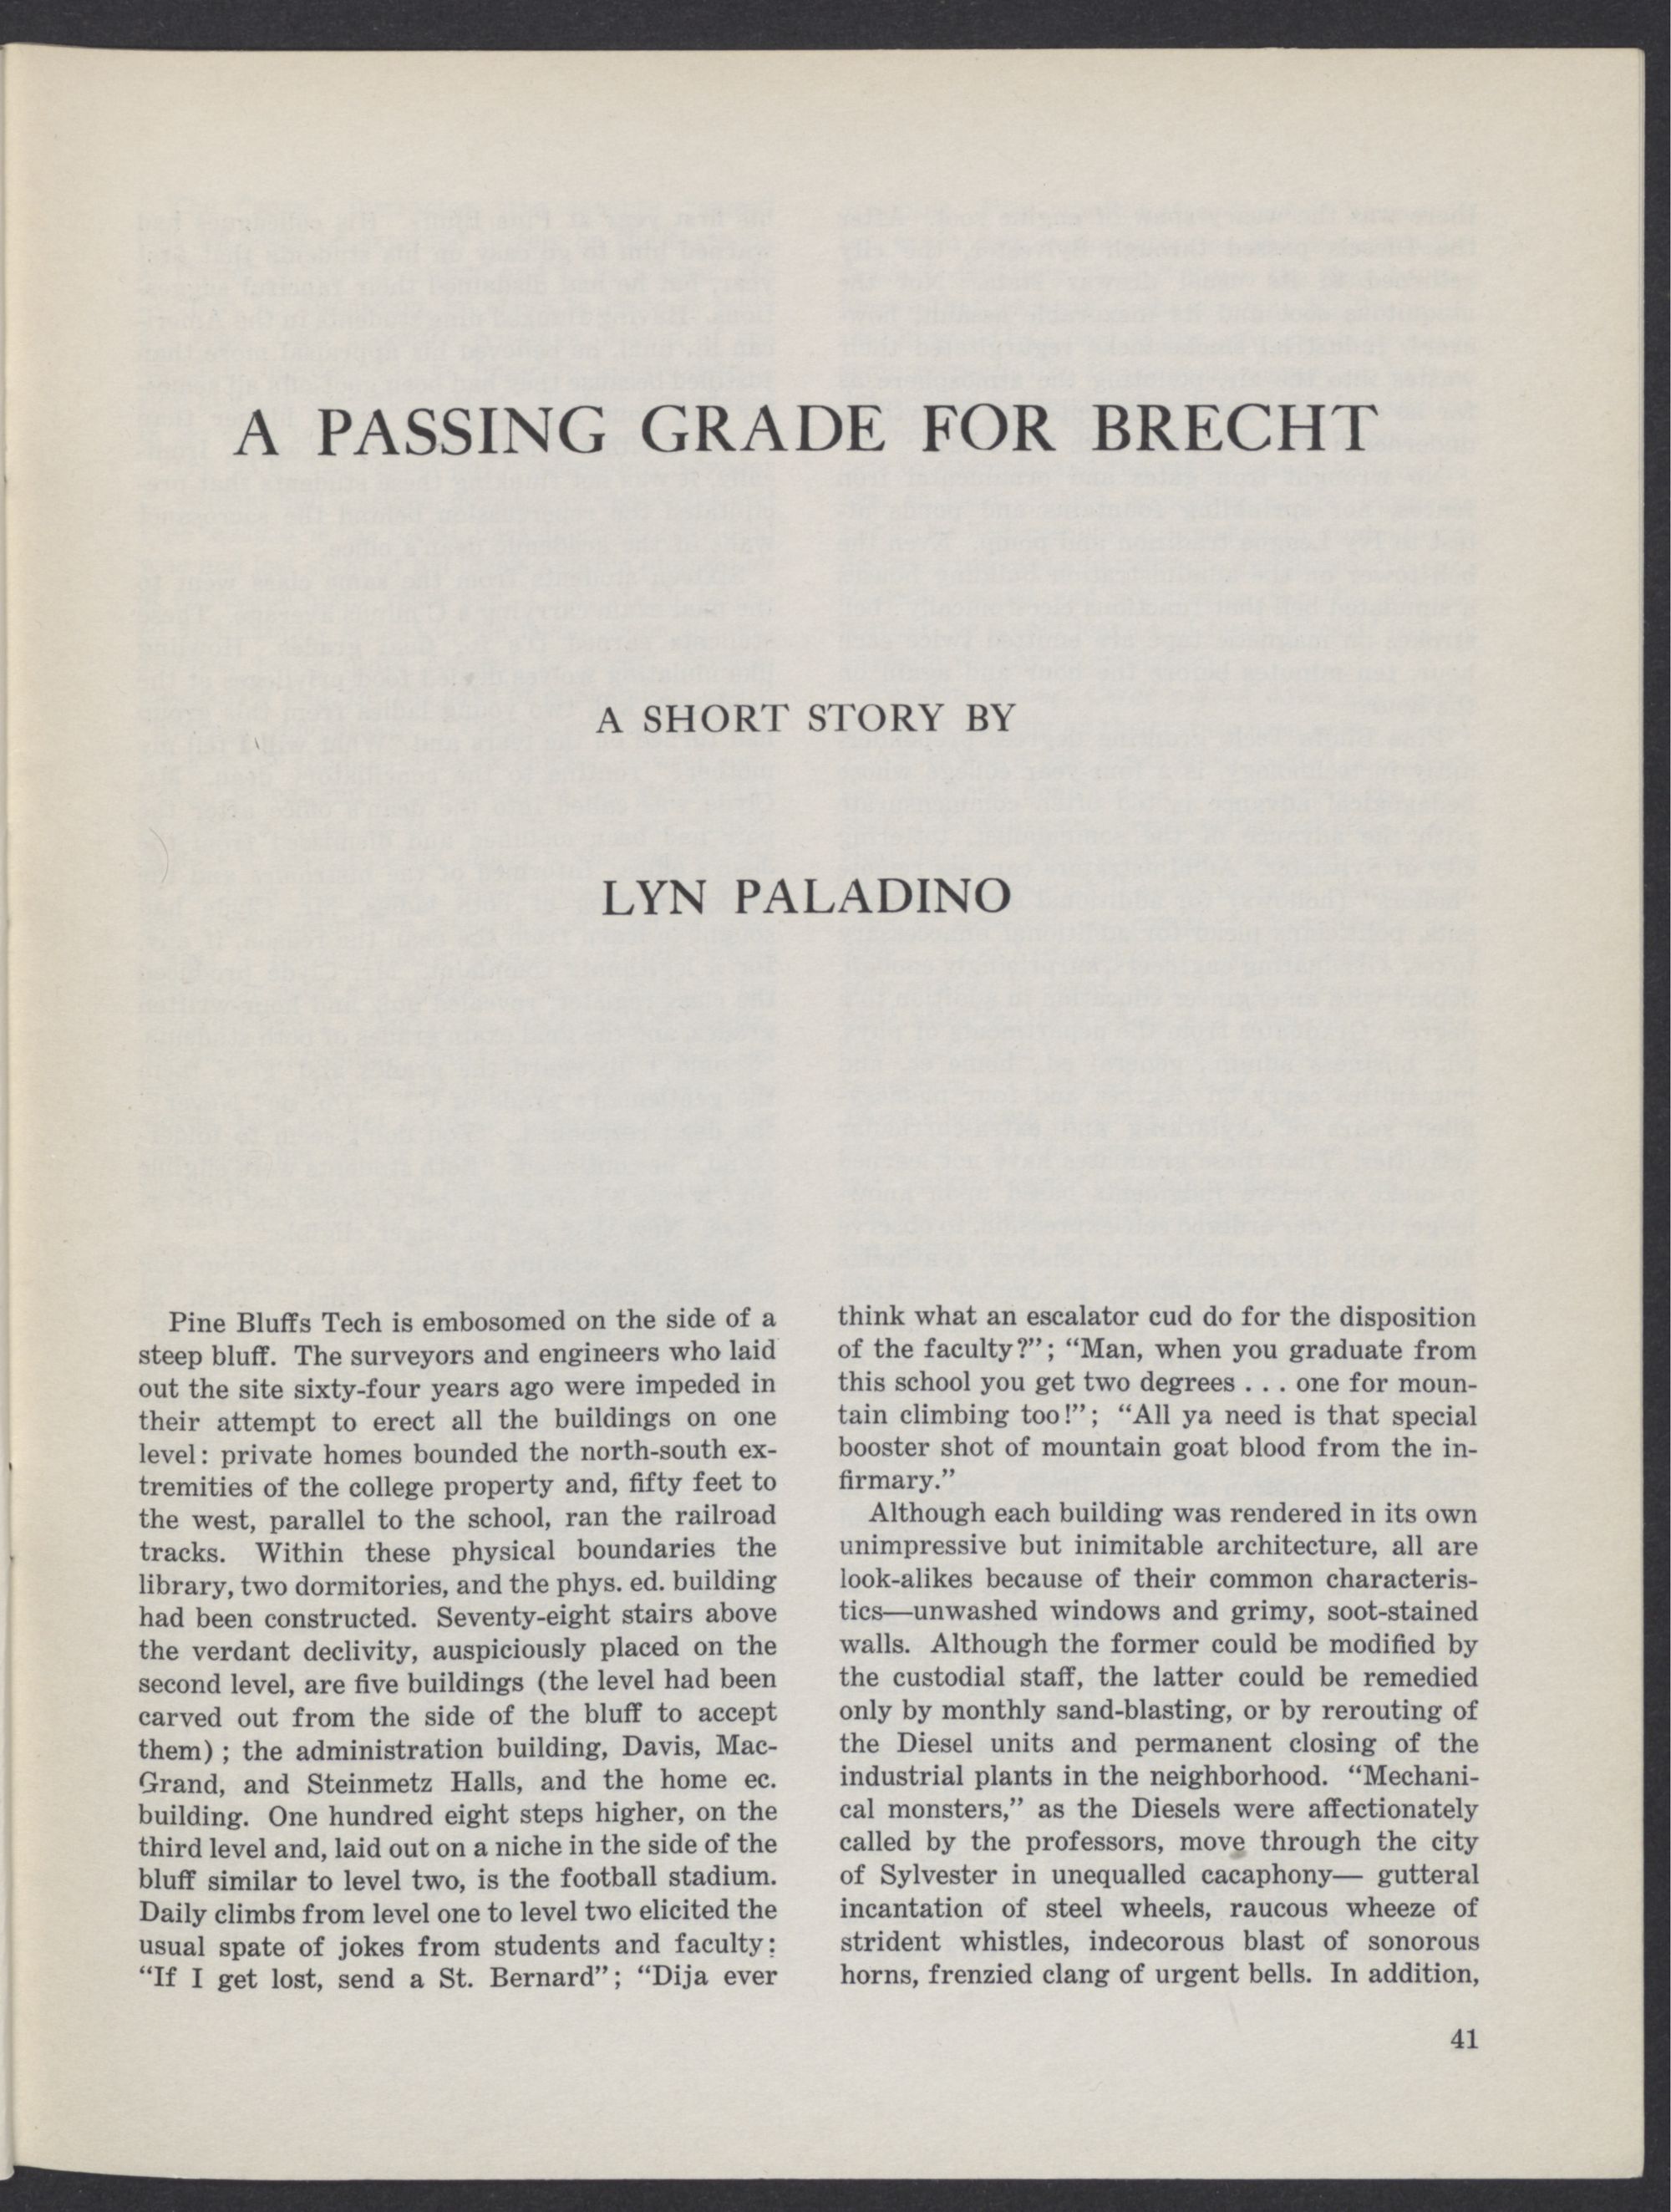 A PASSING GRADE FOR BRECHT
A SHORT STORY BY
LYN PALADINO
Pine Bluffs Tech is embosomed on the side of a
steep bluff. The surveyors and engineers who laid
out the site sixty-four years ago were impeded in
their attempt to erect all the buildings on one
level: private homes bounded the north-south ex-
tremities of the college property and, fifty feet to
the west, parallel to the school, ran the railroad
tracks. Within these physical boundaries the
library, two dormitories, and the phys. ed. building
had been constructed. Seventy-eight stairs above
the verdant declivity, auspiciously placed on the
second level, are five buildings (the level had been
carved out from the side of the bluff to accept
them) ; the administration building, Davis, Mac-
Grand, and Steinmetz Halls, and the home ec.
building. One hundred eight steps higher, on the
third level and, laid out on a niche in the side of the
bluff similar to level two, is the football stadium.
Daily climbs from level one to level two elicited the
usual spate of jokes from students and faculty:
“If I get lost, send a St. Bernard”; “Dija ever
think what an escalator cud do for the disposition
of the faculty?”; “Man, when you graduate from
this school you get two degrees . . . one for moun-
tain climbing too!”; “All ya need is that special
booster shot of mountain goat blood from the in-
firmary.”
Although each building was rendered in its own
unimpressive but inimitable architecture, all are
look-alikes because of their common characteris-
tics—unwashed windows and grimy, soot-stained
walls. Although the former could be modified by
the custodial staff, the latter could be remedied
only by monthly sand-blasting, or by rerouting of
the Diesel units and permanent closing of the
industrial plants in the neighborhood. “Mechani-
cal monsters,” as the Diesels were affectionately
called by the professors, move through the city
of Sylvester in unequalled cacaphony— gutteral
incantation of steel wheels, raucous wheeze of
strident whistles, indecorous blast of sonorous
horns, frenzied clang of urgent bells. In addition,
41